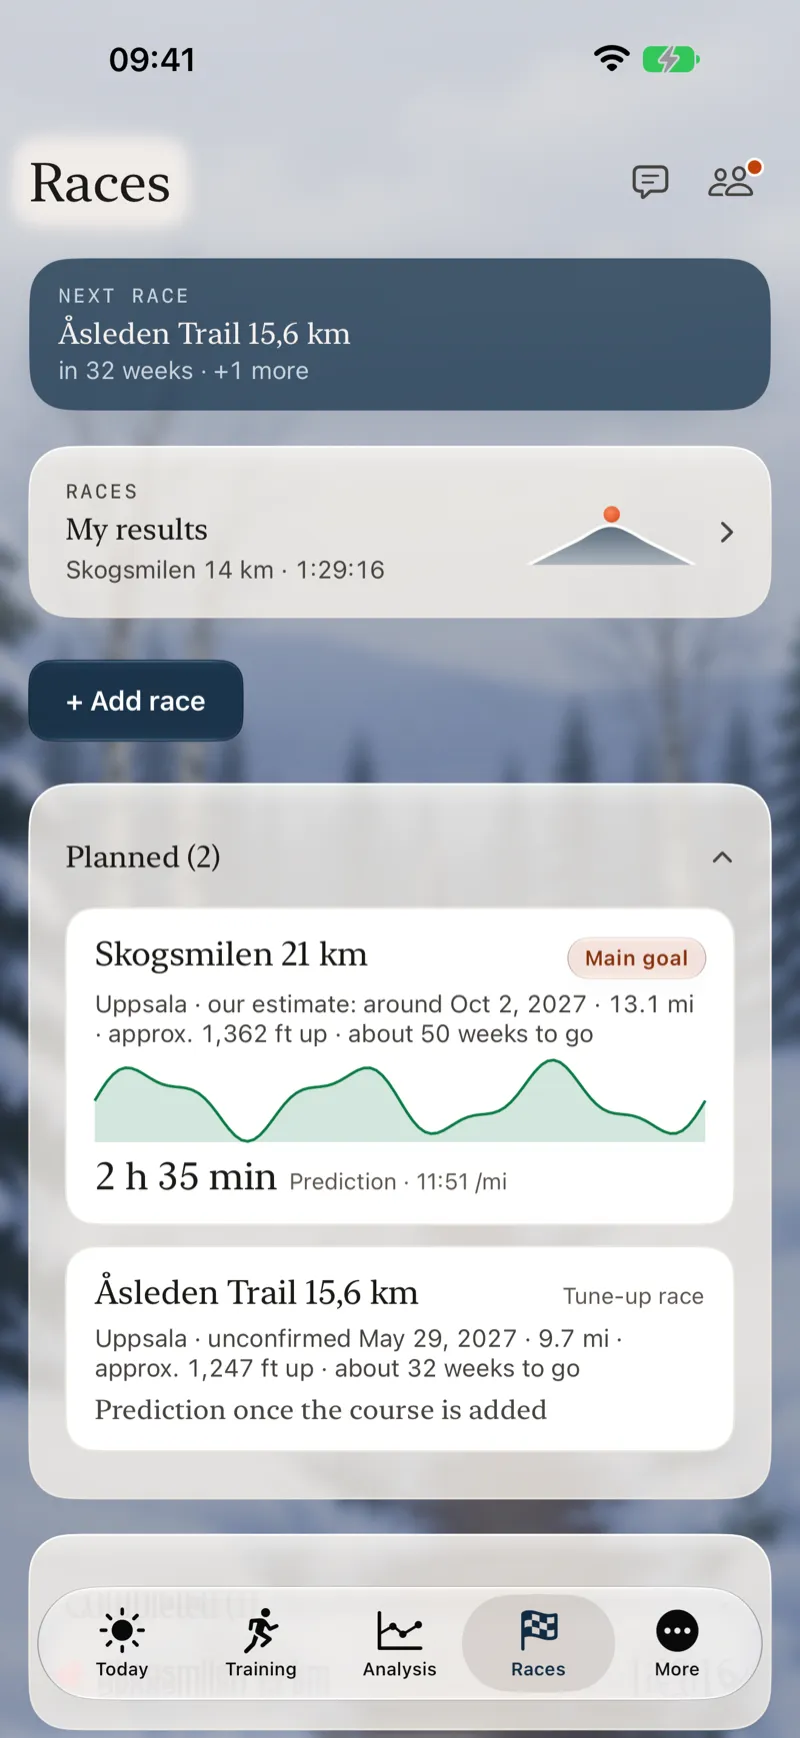 09:41
Races
NEXT RACE
Åsleden Trail 15,6 km
in 32 weeks · +1 more
RACES
My results
Skogsmilen 14 km · 1:29:16
+ Add race
Planned (2)
Skogsmilen 21 km
Main goal
Uppsala · our estimate: around Oct 2, 2027 · 13.1 mi
· approx. 1,362 ft up · about 50 weeks to go
2 h 35 min Prediction · 11:51 /mi
Åsleden Trail 15,6 km
Tune-up race
Uppsala · unconfirmed May 29, 2027 · 9.7 mi ·
approx. 1,247 ft up · about 32 weeks to go
Prediction once the course is added
Today
Training
Analysis
Races
More